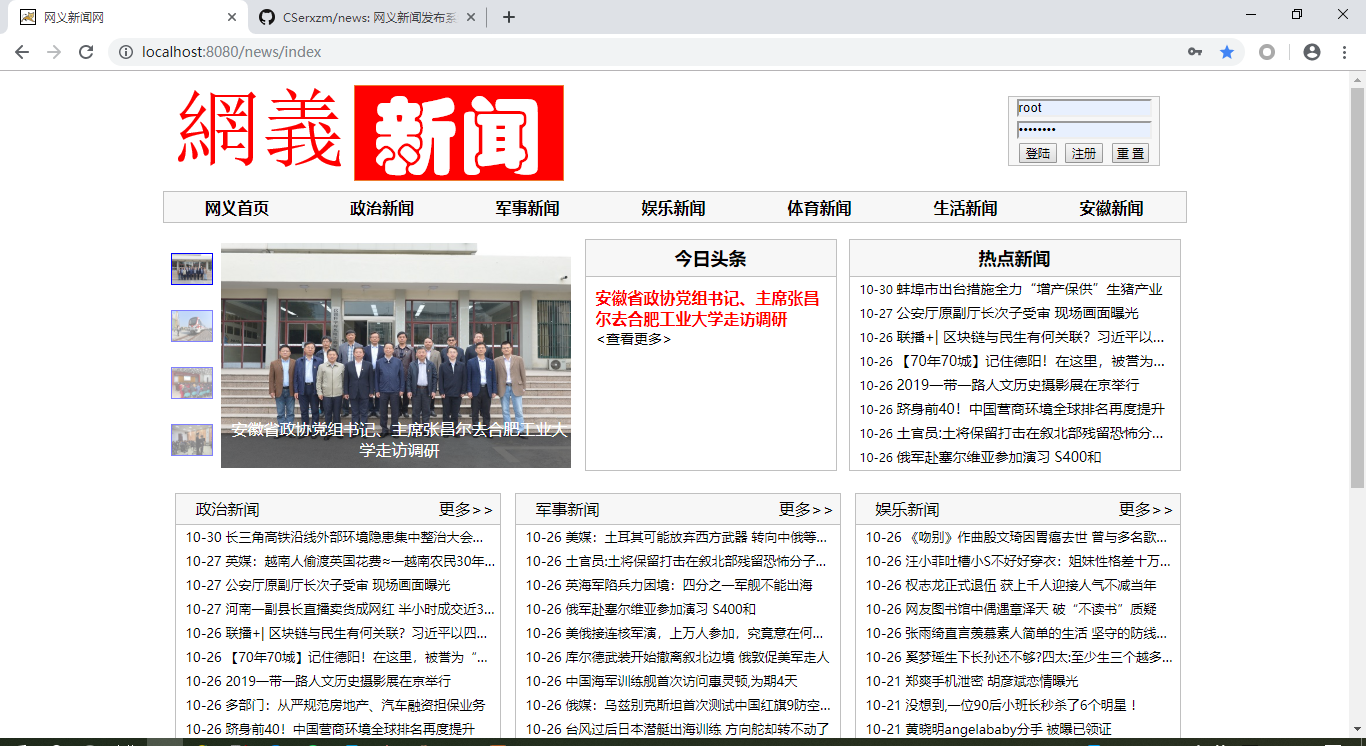 网义新闻网
CSerxzm/news: 网义新闻发布系
localhost:8080/news/index
網義新闻
root
••••••••
登陆 注册 重置
网义首页 政治新闻 军事新闻 娱乐新闻 体育新闻 生活新闻 安徽新闻
安徽省政协党组书记、主席张昌尔去合肥工业大
学走访调研
今日头条
安徽省政协党组书记、主席张昌
尔去合肥工业大学走访调研
<查看更多>
热点新闻
10-30 蚌埠市出台措施全力“增产保供”生猪产业
10-27 公安厅原副厅长次子受审 现场画面曝光
10-26 联播+| 区块链与民生有何关联？习近平以...
10-26 【70年70城】记住德阳！在这里，被誉为...
10-26 2019一带一路人文历史摄影展在京举行
10-26 跻身前40！中国营商环境全球排名再度提升
10-26 土官员:土将保留打击在叙北部残留恐怖分...
10-26 俄军赴塞尔维亚参加演习 S400和
政治新闻 更多>>
10-30 长三角高铁沿线外部环境隐患集中整治大会...
10-27 英媒：越南人偷渡英国花费≈一越南农民30年...
10-27 公安厅原副厅长次子受审 现场画面曝光
10-27 河南一副县长直播卖货成网红 半小时成交近3...
10-26 联播+| 区块链与民生有何关联？习近平以四...
10-26 【70年70城】记住德阳！在这里，被誉为“...
10-26 2019一带一路人文历史摄影展在京举行
10-26 多部门：从严规范房地产、汽车融资担保业务
10-26 跻身前40！中国营商环境全球排名再度提升
军事新闻 更多>>
10-26 美媒：土耳其可能放弃西方武器 转向中俄等...
10-26 土官员:土将保留打击在叙北部残留恐怖分子...
10-26 英海军陷兵力困境：四分之一军舰不能出海
10-26 俄军赴塞尔维亚参加演习 S400和
10-26 美俄接连核军演，上万人参加，究竟意在何...
10-26 库尔德武装开始撤离叙北边境 俄敦促美军走人
10-26 中国海军训练舰首次访问惠灵顿,为期4天
10-26 俄媒：乌兹别克斯坦首次测试中国红旗9防空...
10-26 台风过后日本潜艇出海训练 方向舵却转不动了
娱乐新闻 更多>>
10-26 《吻别》作曲殷文琦因胃癌去世 曾与多名歌...
10-26 汪小菲吐槽小S不好好穿衣：姐妹性格差十万...
10-26 权志龙正式退伍 获上千人迎接人气不减当年
10-26 网友图书馆中偶遇章泽天 破“不读书”质疑
10-26 张雨绮直言羡慕素人简单的生活 坚守的防线...
10-26 奚梦瑶生下长孙还不够?四太:至少生三个越多...
10-21 郑爽手机泄密 胡彦斌恋情曝光
10-21 没想到,一位90后小班长秒杀了6个明星 !
10-21 黄晓明angelababy分手 被曝已领证